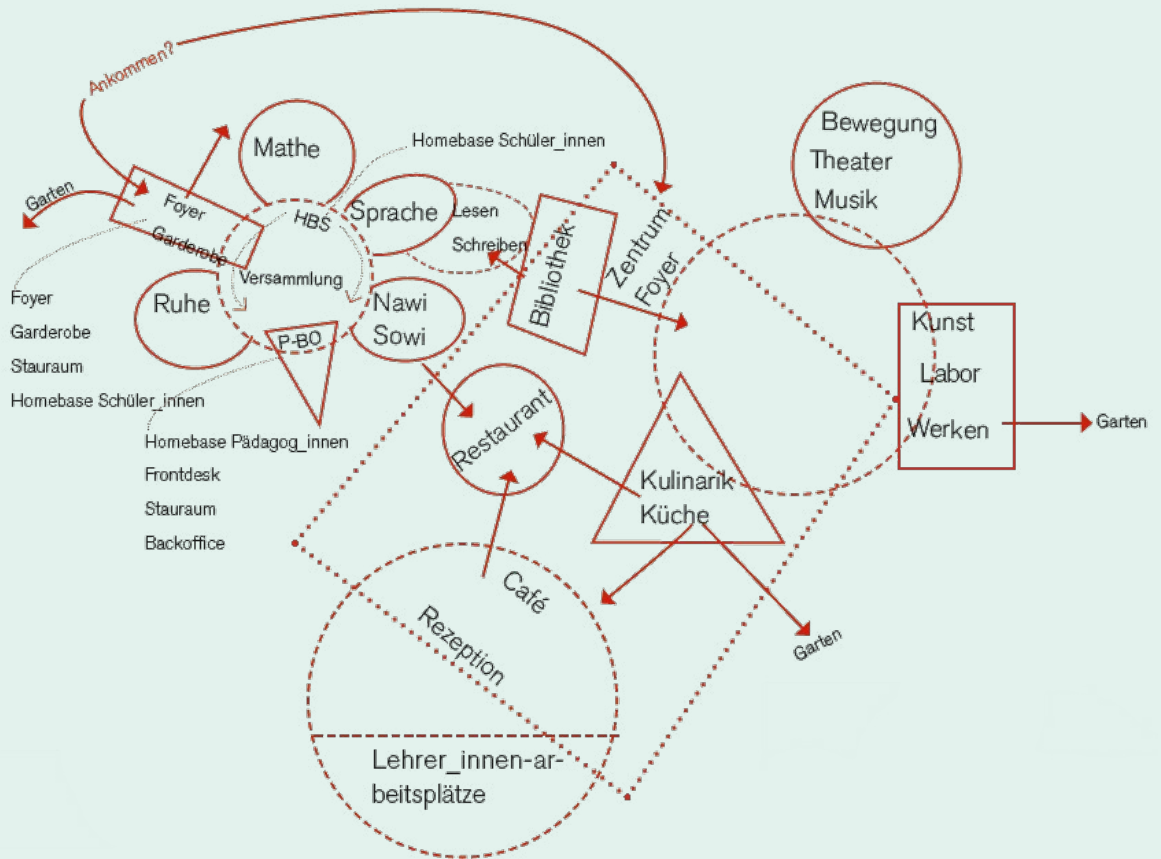 Ankommen?
Garten
Foyer
Garderobe
Mathe
Homebase Schüler_innen
HBS
Sprache
Lesen
Schreiben
Versammlung
Ruhe
P-BO
Nawi
Sowi
Foyer
Garderobe
Stauraum
Homebase Schüler_innen
Homebase Pädagog_innen
Frontdesk
Stauraum
Backoffice
Bibliothek
Zentrum
Foyer
Bewegung
Theater
Musik
Kunst
Labor
Werken
Garten
Restaurant
Kulinarik
Küche
Garten
Café
Rezeption
Lehrer_innen-ar-
beitsplätze